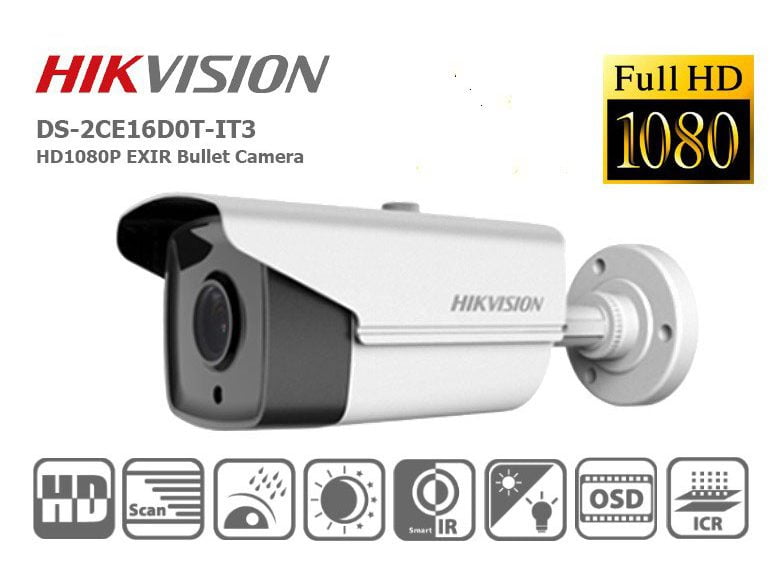 HIKVISION
DS-2CE16D0T-IT3
HD1080P EXIR Bullet Camera
Full HD
1080
HIKVISION
HD
Scan
Smart IR
OSD
ICR